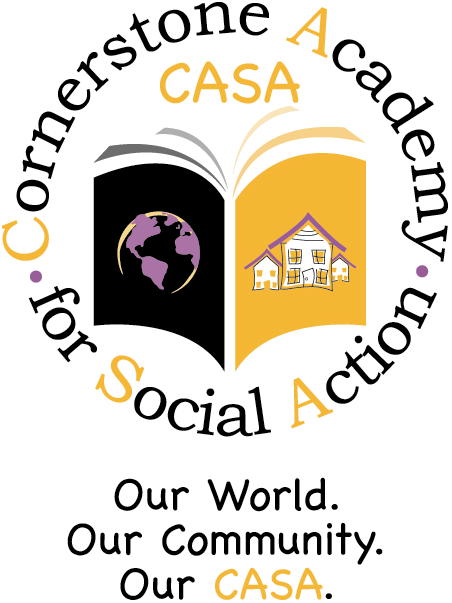 Cornerstone Academy
· for Social Action ·
CASA
Our World.
Our Community.
Our CASA.